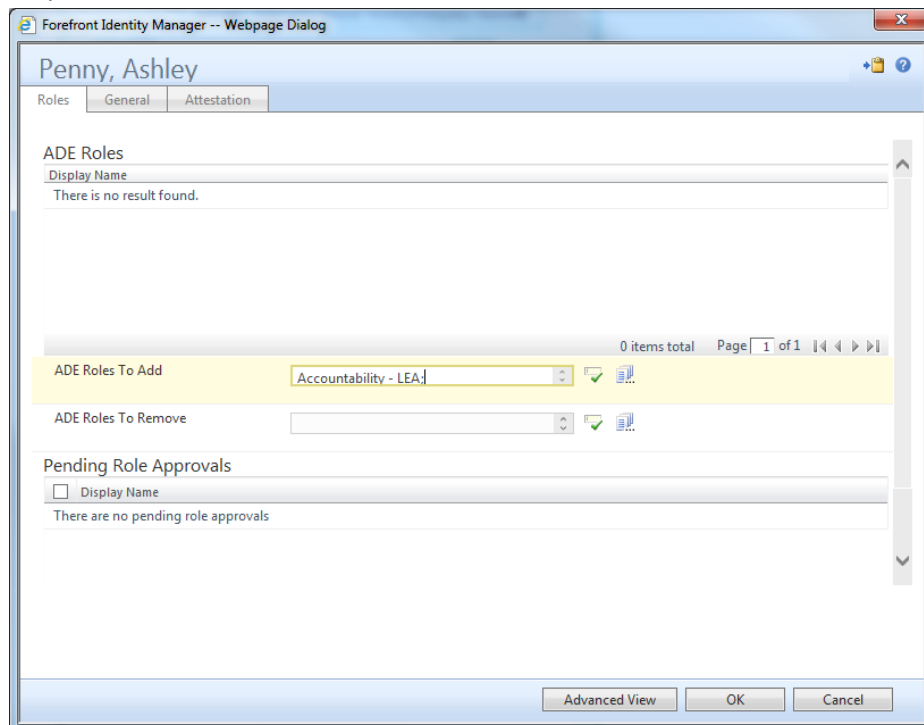 Forefront Identity Manager -- Webpage Dialog
Penny, Ashley
Roles General Attestation
ADE Roles
Display Name
There is no result found.
0 items total Page 1 of 1
ADE Roles To Add Accountability - LEA;
ADE Roles To Remove
Pending Role Approvals
Display Name
There are no pending role approvals
Advanced View OK Cancel